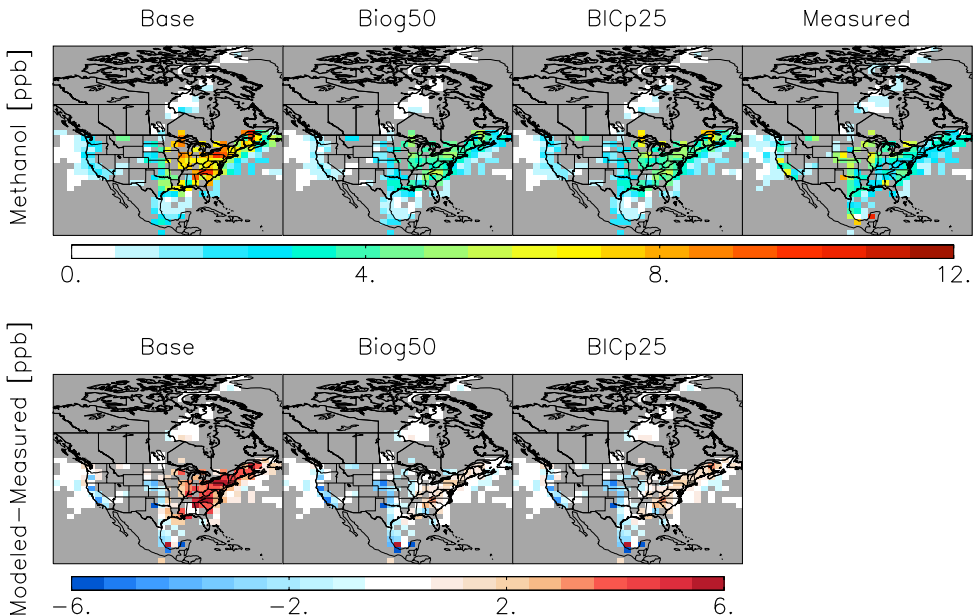 Base Biog50 BICp25 Measured
Methanol [ppb]
0. 4. 8. 12.
Base Biog50 BICp25
Modeled−Measured [ppb]
−6. −2. 2. 6.